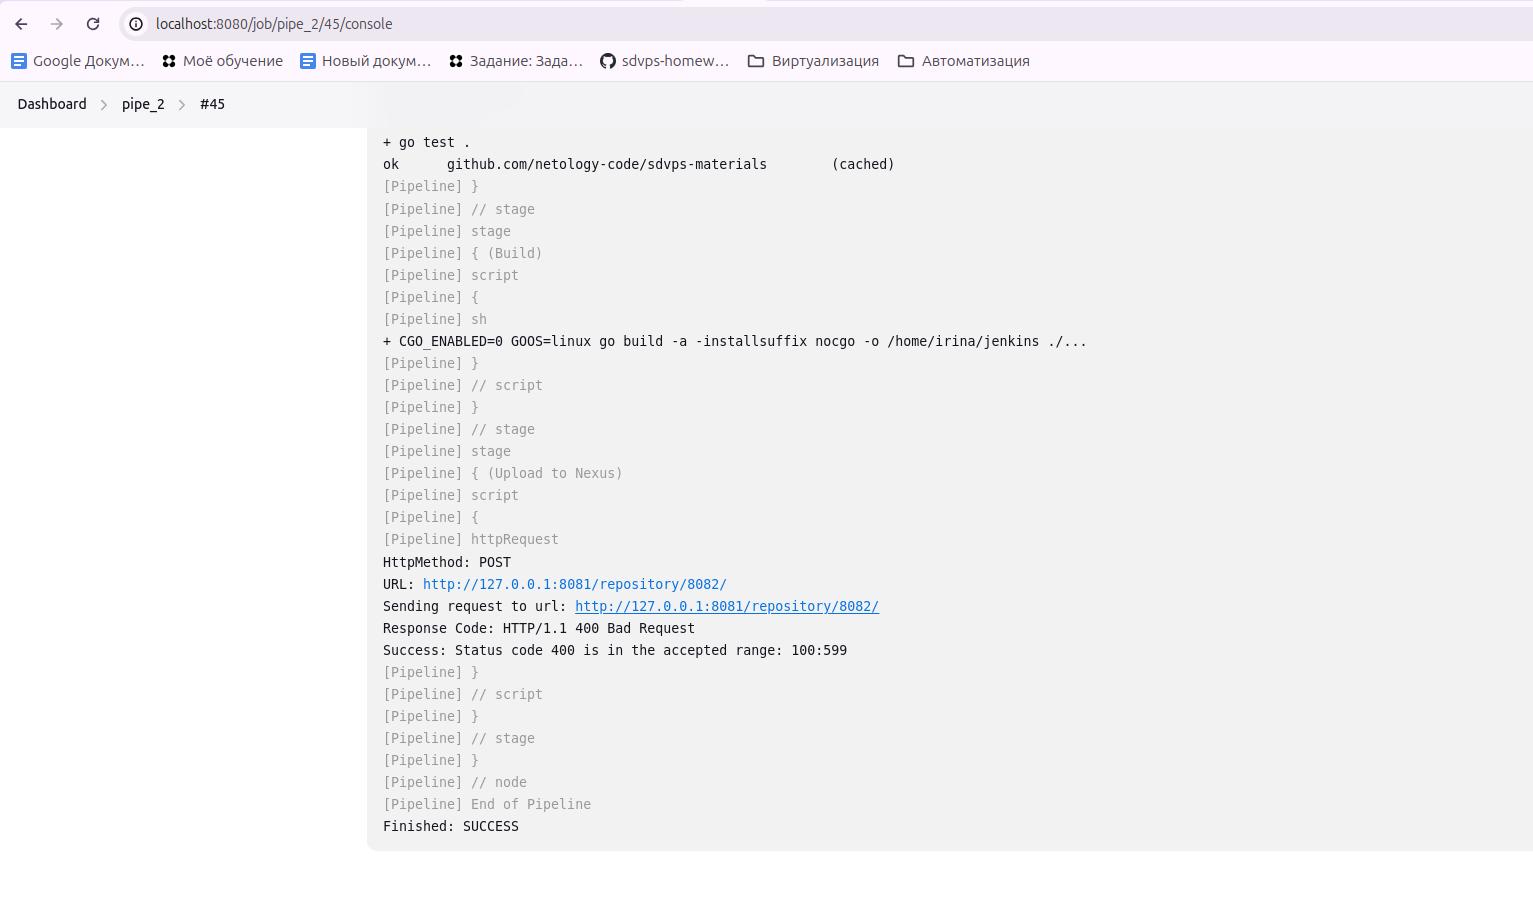 localhost:8080/job/pipe_2/45/console
Google Докум... Моё обучение Новый докум... Задание: Зада... sdvps-homew... Виртуализация Автоматизация
Dashboard pipe_2 #45
+ go test .
ok github.com/netology-code/sdvps-materials (cached)
[Pipeline] }
[Pipeline] // stage
[Pipeline] stage
[Pipeline] { (Build)
[Pipeline] script
[Pipeline] {
[Pipeline] sh
+ CGO_ENABLED=0 GOOS=linux go build -a -installsuffix nocgo -o /home/irina/jenkins ./...
[Pipeline] }
[Pipeline] // script
[Pipeline] }
[Pipeline] // stage
[Pipeline] stage
[Pipeline] { (Upload to Nexus)
[Pipeline] script
[Pipeline] {
[Pipeline] httpRequest
HttpMethod: POST
URL: http://127.0.0.1:8081/repository/8082/
Sending request to url: http://127.0.0.1:8081/repository/8082/
Response Code: HTTP/1.1 400 Bad Request
Success: Status code 400 is in the accepted range: 100:599
[Pipeline] }
[Pipeline] // script
[Pipeline] }
[Pipeline] // stage
[Pipeline] }
[Pipeline] // node
[Pipeline] End of Pipeline
Finished: SUCCESS